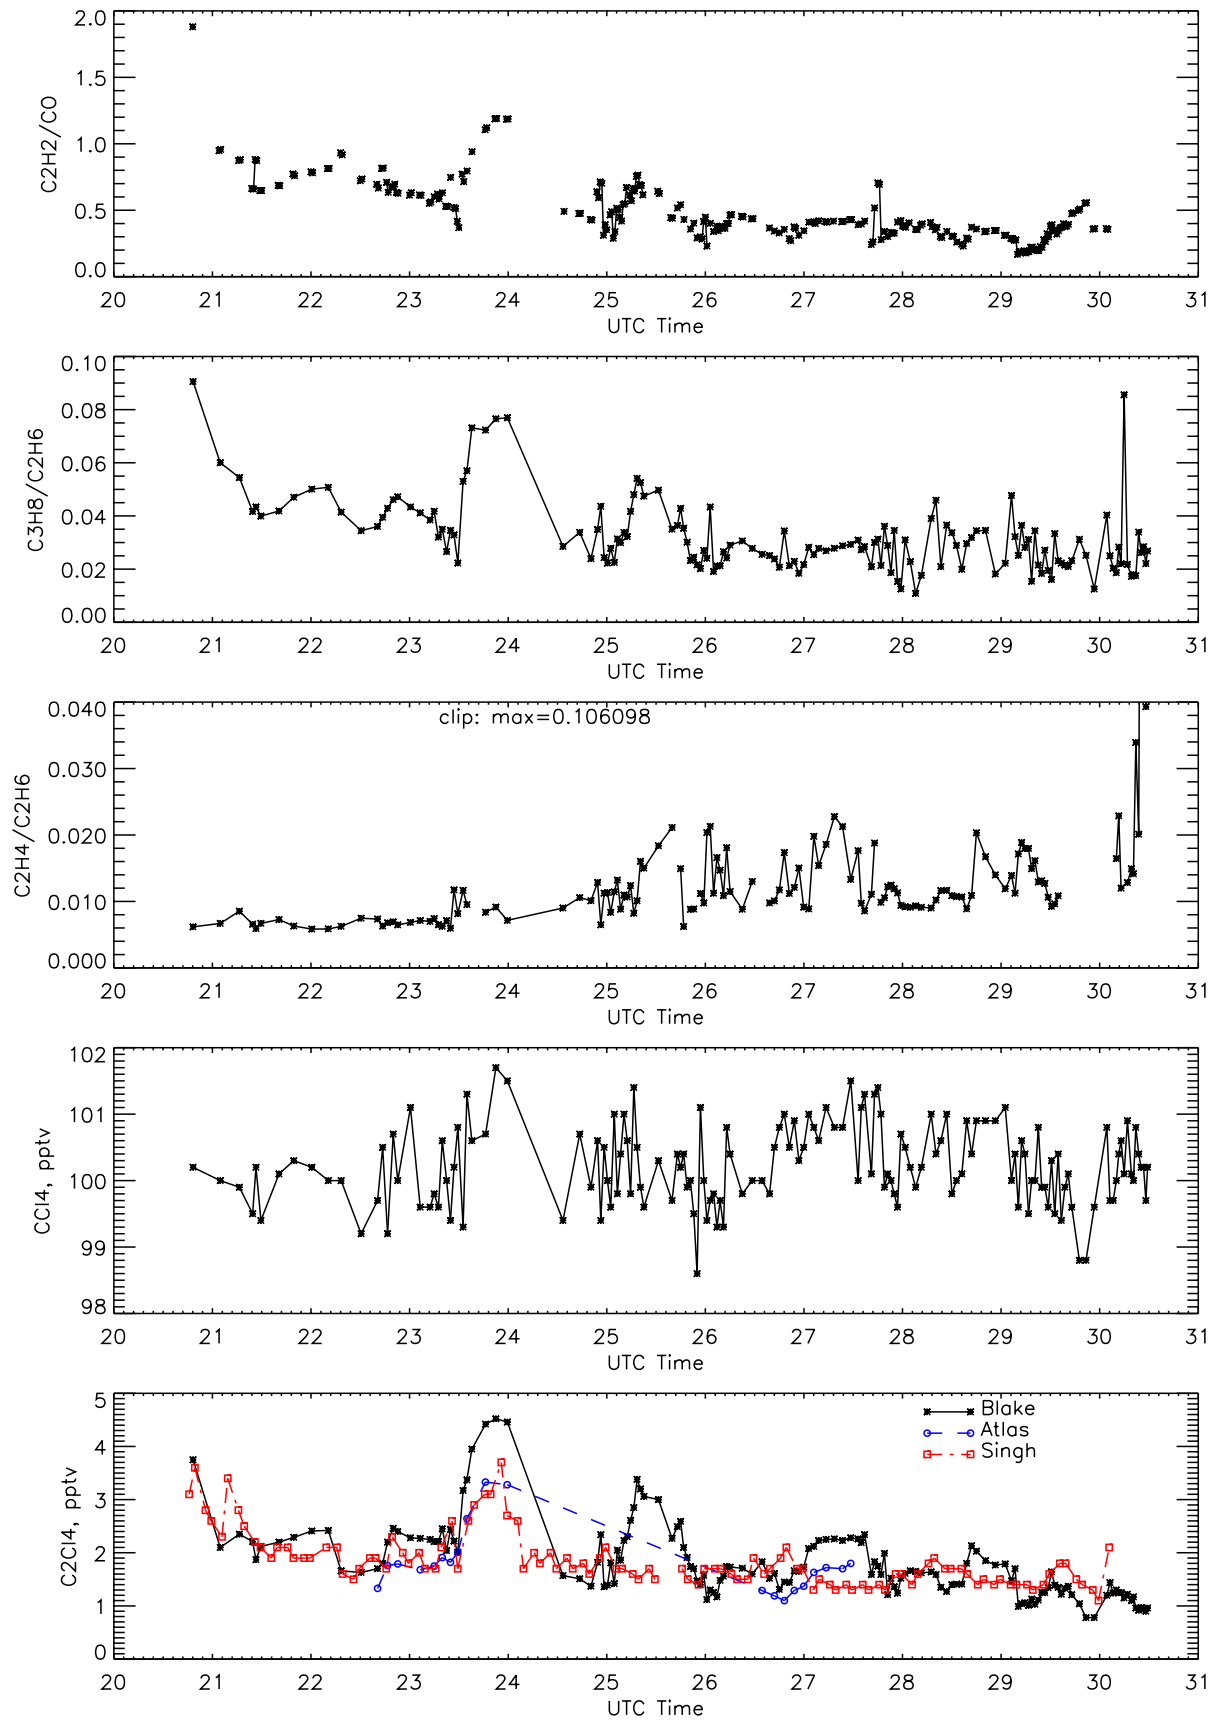 2.0
1.5
1.0
0.5
0.0
C2H2/CO
20 21 22 23 24 25 26 27 28 29 30 31
UTC Time
0.10
0.08
0.06
0.04
0.02
0.00
C3H8/C2H6
20 21 22 23 24 25 26 27 28 29 30 31
UTC Time
clip: max=0.106098
0.040
0.030
0.020
0.010
0.000
C2H4/C2H6
20 21 22 23 24 25 26 27 28 29 30 31
UTC Time
102
101
100
99
98
CCl4, pptv
20 21 22 23 24 25 26 27 28 29 30 31
UTC Time
5
4
3
2
1
0
C2Cl4, pptv
Blake
Atlas
Singh
20 21 22 23 24 25 26 27 28 29 30 31
UTC Time